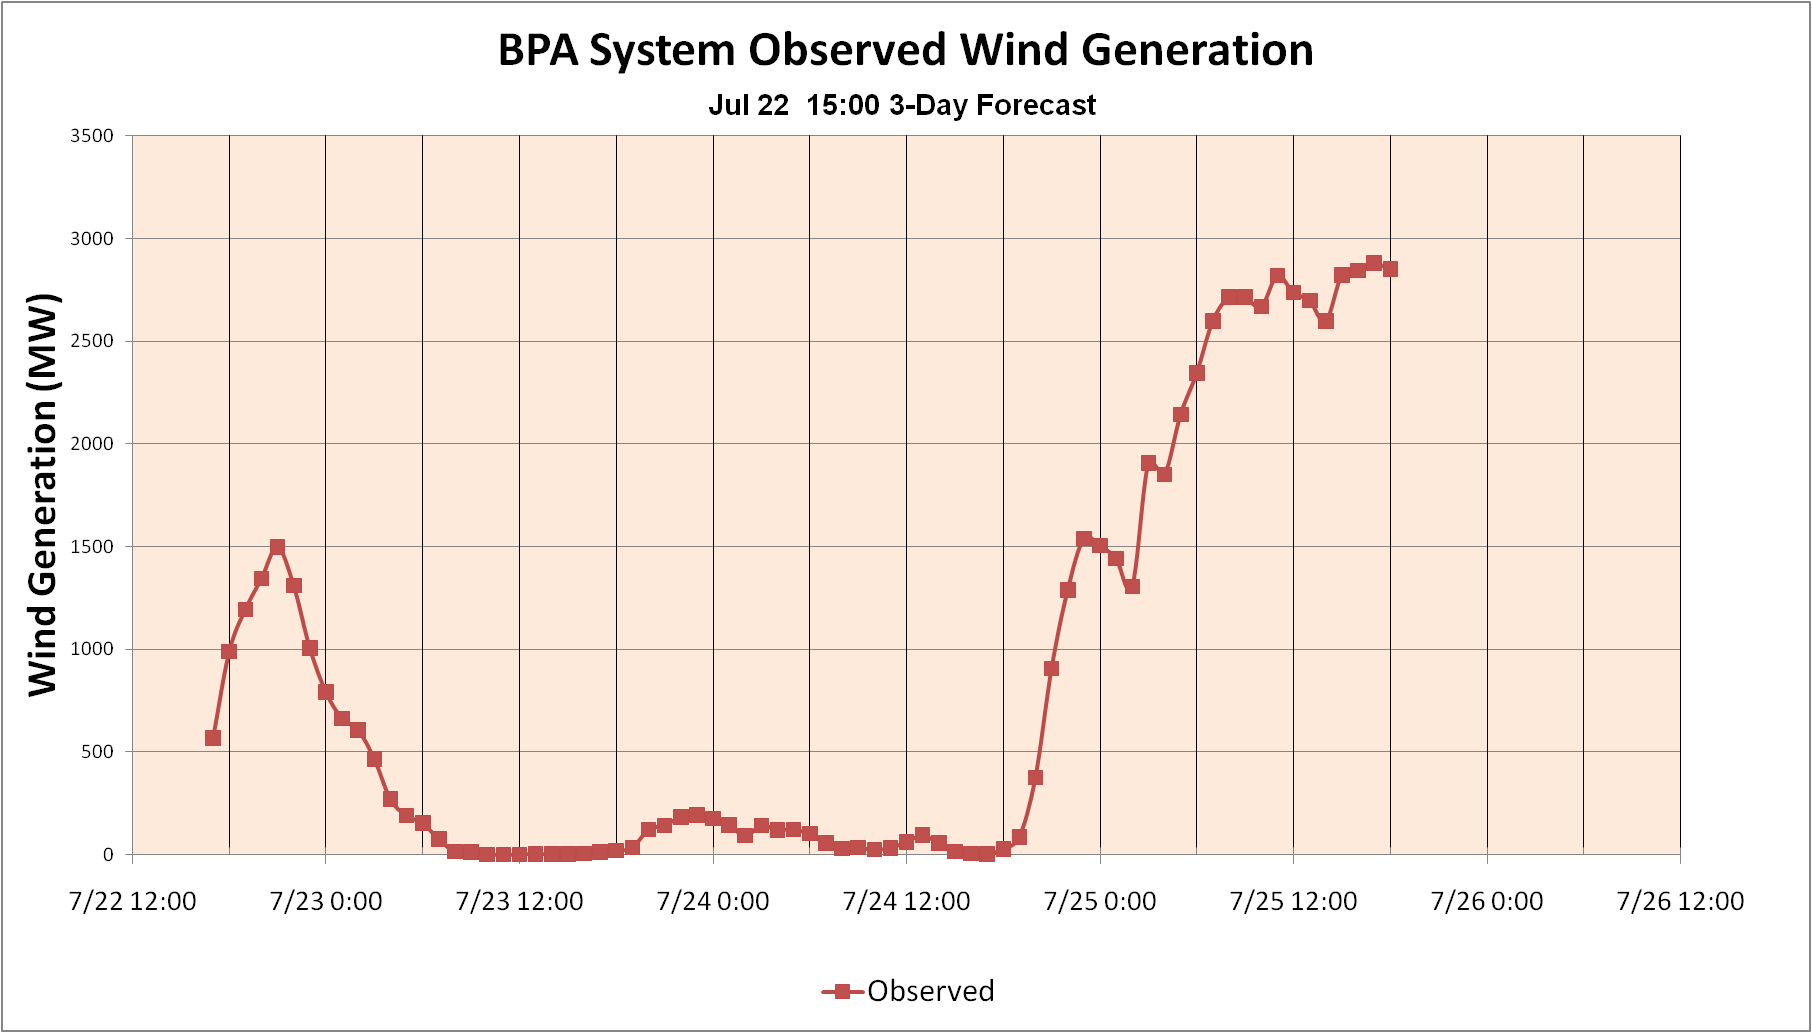 BPA System Observed Wind Generation
Jul 22  15:00 3-Day Forecast
Wind Generation (MW)
3500
3000
2500
2000
1500
1000
500
0
7/22 12:00 7/23 0:00 7/23 12:00 7/24 0:00 7/24 12:00 7/25 0:00 7/25 12:00 7/26 0:00 7/26 12:00
Observed